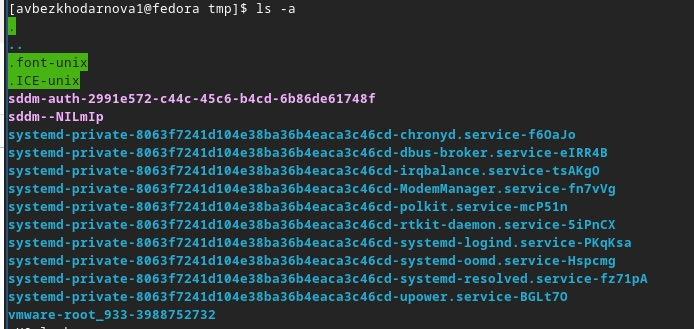 [avbezkhodarnova1@fedora tmp]$ ls -a
.
..
.font-unix
.ICE-unix
sddm-auth-2991e572-c44c-45c6-b4cd-6b86de61748f
sddm--NILmIp
systemd-private-8063f7241d104e38ba36b4eaca3c46cd-chronyd.service-f6OaJo
systemd-private-8063f7241d104e38ba36b4eaca3c46cd-dbus-broker.service-eIRR4B
systemd-private-8063f7241d104e38ba36b4eaca3c46cd-irqbalance.service-tsAKgO
systemd-private-8063f7241d104e38ba36b4eaca3c46cd-ModemManager.service-fn7vVg
systemd-private-8063f7241d104e38ba36b4eaca3c46cd-polkit.service-mcP51n
systemd-private-8063f7241d104e38ba36b4eaca3c46cd-rtkit-daemon.service-5iPnCX
systemd-private-8063f7241d104e38ba36b4eaca3c46cd-systemd-logind.service-PKqKsa
systemd-private-8063f7241d104e38ba36b4eaca3c46cd-systemd-oomd.service-Hspcmg
systemd-private-8063f7241d104e38ba36b4eaca3c46cd-systemd-resolved.service-fz71pA
systemd-private-8063f7241d104e38ba36b4eaca3c46cd-upower.service-BGLt7O
vmware-root_933-3988752732